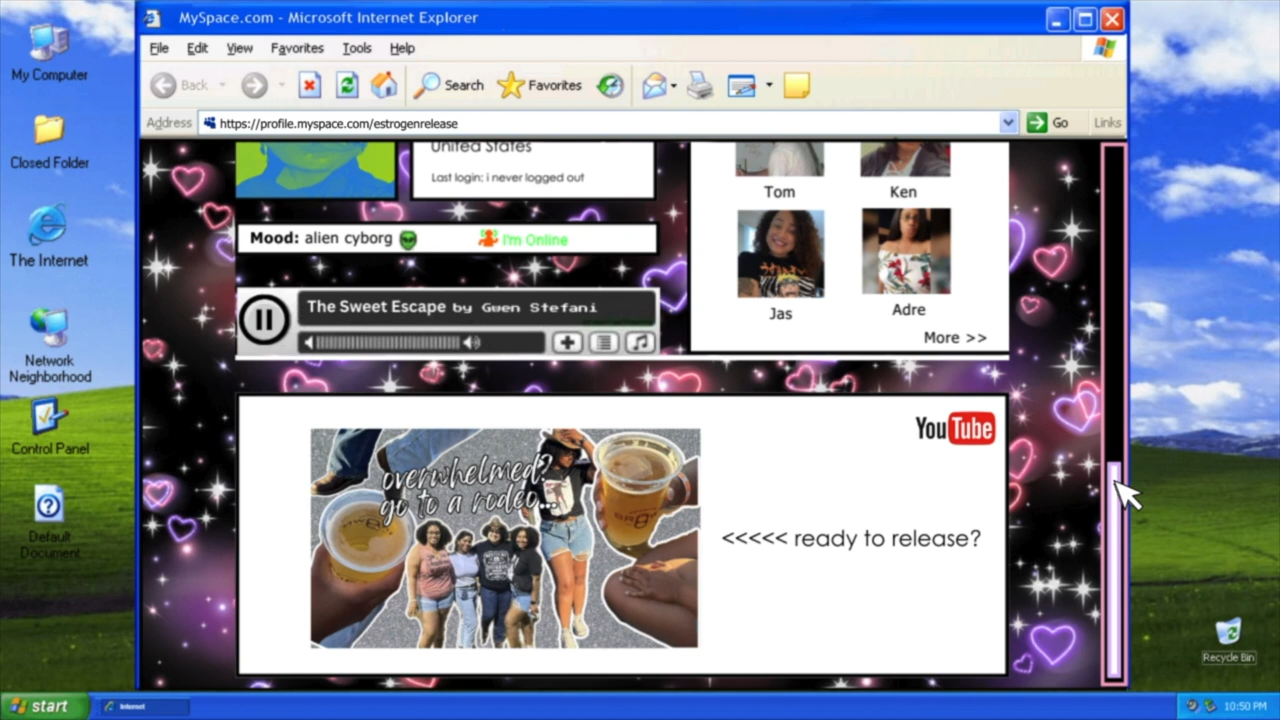 MySpace.com - Microsoft Internet Explorer
File Edit View Favorites Tools Help
Back Search Favorites
Address https://profile.myspace.com/estrogenrelease Go Links
My Computer
Closed Folder
The Internet
Network
Neighborhood
Control Panel
Default
Document
United States
Last login: i never logged out
Mood: alien cyborg I'm Online
The Sweet Escape by Gwen Stefani
Tom Ken
Jas Adre
More >>
YouTube
overwhelmed?
go to a rodeo...
<<<<< ready to release?
Recycle Bin
start Internet 10:50 PM